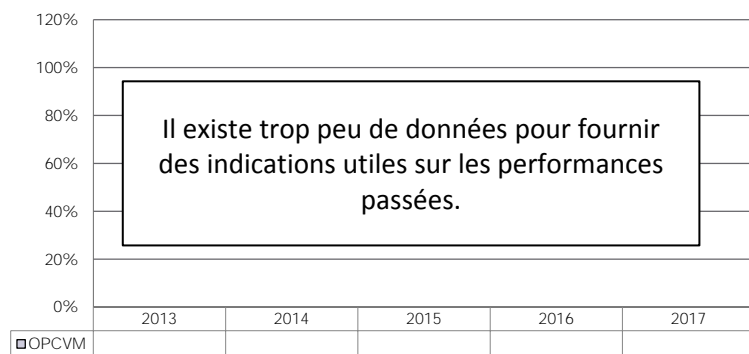 120%
100%
80%
60%
40%
20%
0%
Il existe trop peu de données pour fournir
des indications utiles sur les performances
passées.
2013 2014 2015 2016 2017
OPCVM